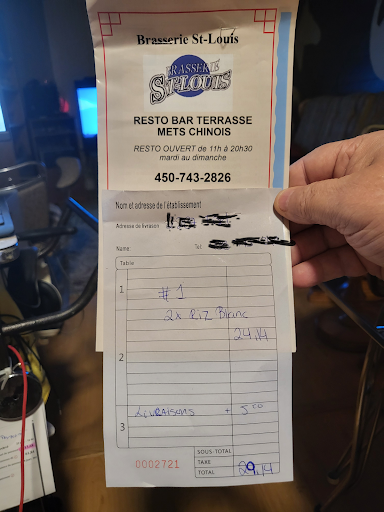 Brasserie St-Louis
BRASSERIE
ST-LOUIS
RESTO BAR TERRASSE
METS CHINOIS
RESTO OUVERT de 11h à 20h30
mardi au dimanche
450-743-2826
Nom et adresse de l'établissement
Adresse de livraison
Name: Tel:
Table
1
# 1
2x Riz Blanc
24,14
2
Livraisons + 5.00
3
SOUS-TOTAL
TAXE
0002721 TOTAL 29,14